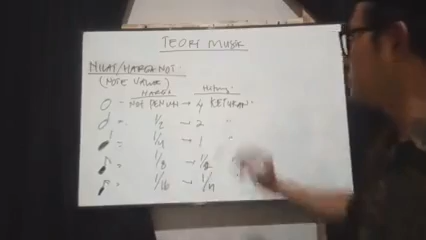 TEORI MUSIK
NILAI/HARGA NOT
(NOTE VALUE)
HARGA
= NOT PENUH → 4 KETUKAN
= 1/2 → 2 "
= 1/4 → 1 "
= 1/8 → 1/2
= 1/16 → 1/4